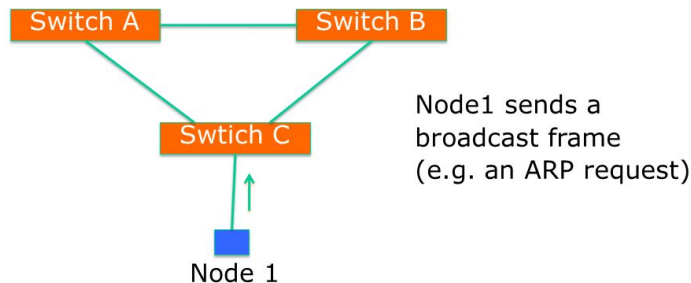 Switch A
Switch B
Swtich C
Node1 sends a
broadcast frame
(e.g. an ARP request)
Node 1